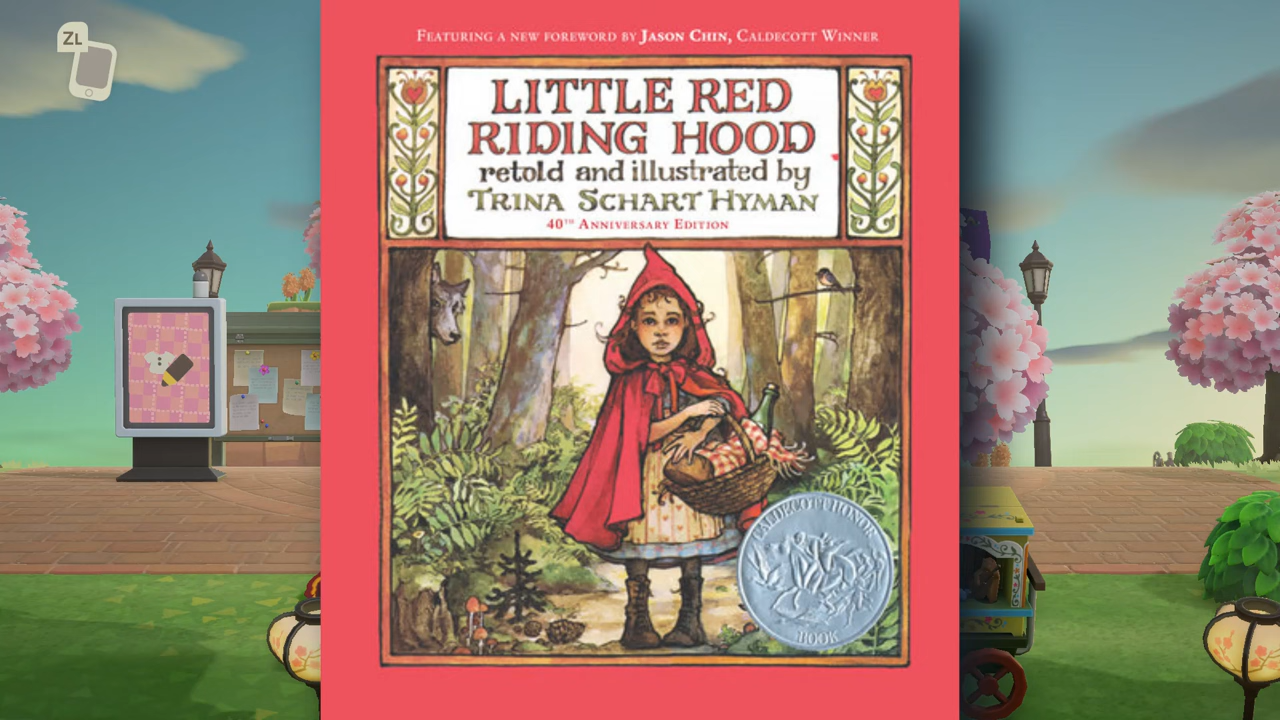 ZL
FEATURING A NEW FOREWORD BY JASON CHIN, CALDECOTT WINNER
LITTLE RED
RIDING HOOD
retold and illustrated by
TRINA SCHART HYMAN
40TH ANNIVERSARY EDITION
CALDECOTT HONOR
BOOK